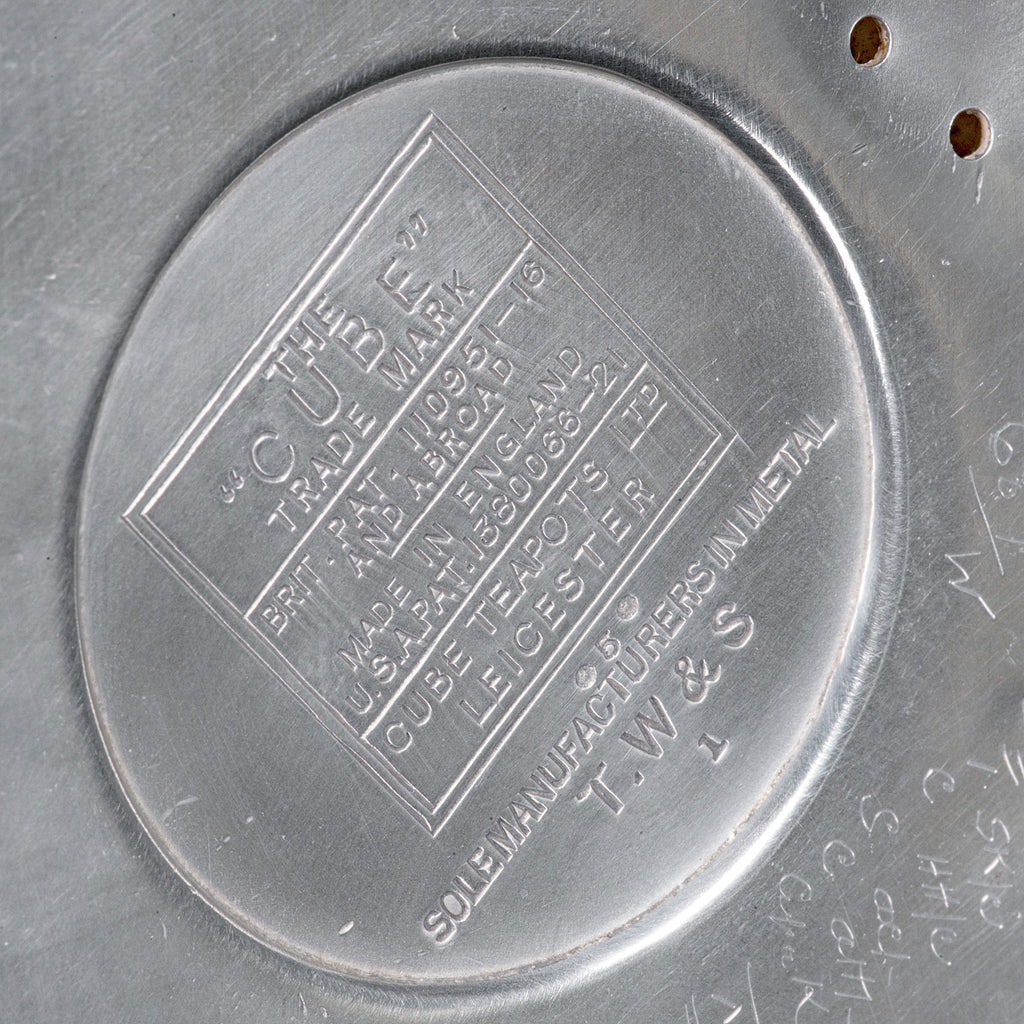 THE
"CUBE"
TRADE MARK
BRIT. PAT. 110951—16
AND ABROAD
MADE IN ENGLAND
U.S.A.PAT.1380066—21
CUBE TEAPOTS LTD
LEICESTER
5
SOLE MANUFACTURERS IN METAL
T.W & S
1